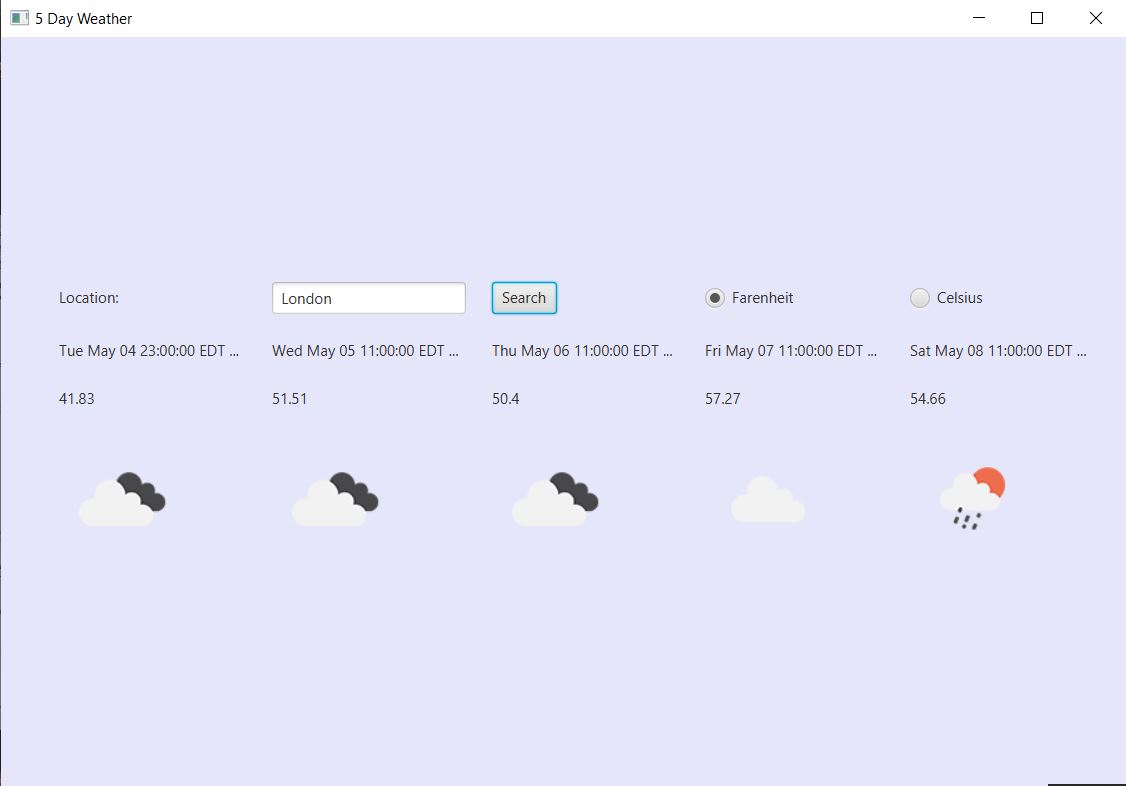 5 Day Weather
Location: London Search Farenheit Celsius
Tue May 04 23:00:00 EDT ... Wed May 05 11:00:00 EDT ... Thu May 06 11:00:00 EDT ... Fri May 07 11:00:00 EDT ... Sat May 08 11:00:00 EDT ...
41.83 51.51 50.4 57.27 54.66